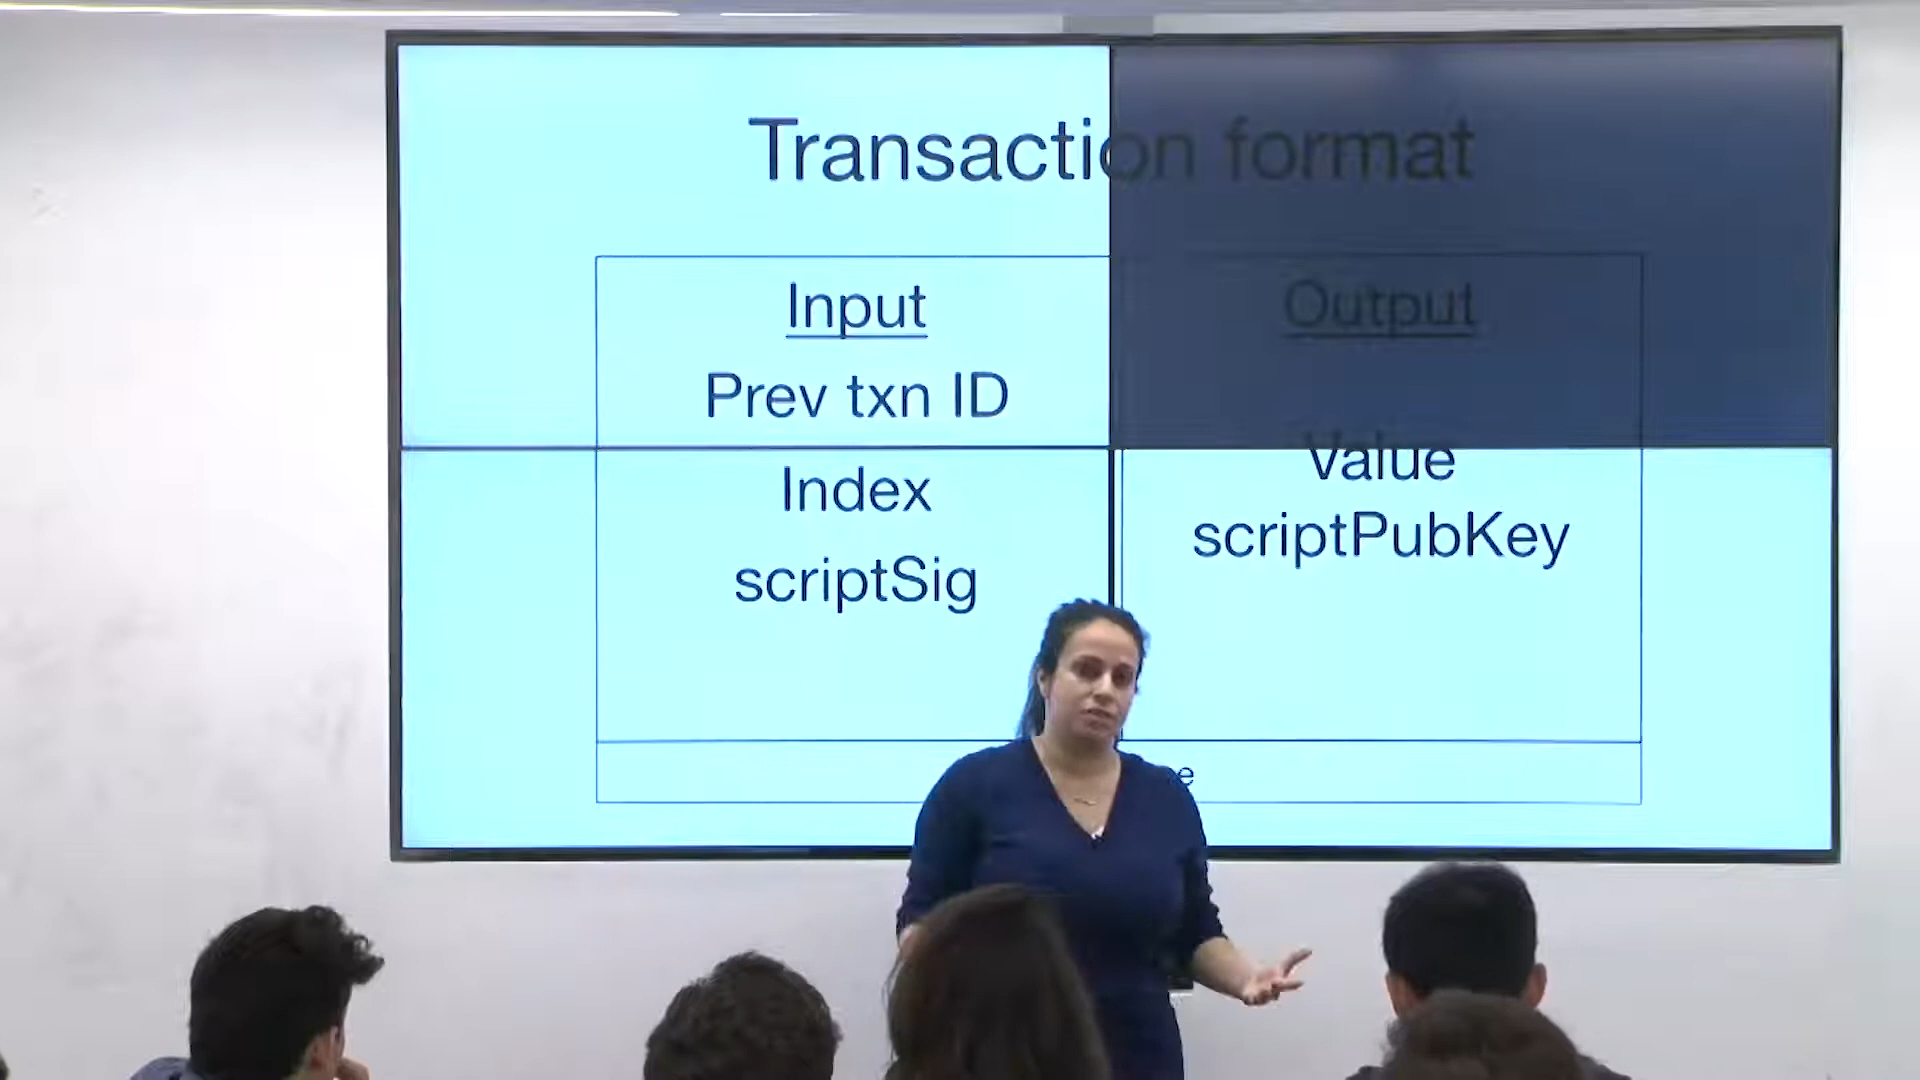 Transaction format
Input
Prev txn ID
Index
scriptSig
Output
Value
scriptPubKey